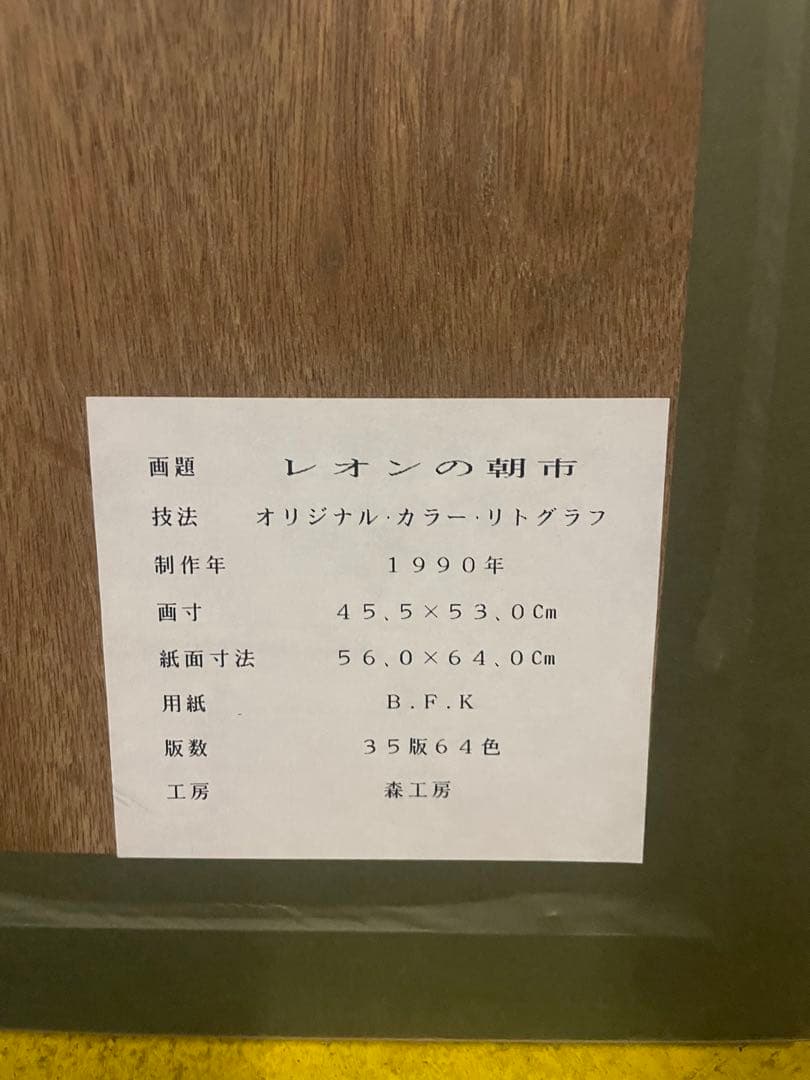 画題 レオンの朝市
技法 オリジナル・カラー・リトグラフ
制作年 1990年
画寸 45、5×53、0Cm
紙面寸法 56、0×64、0Cm
用紙 B.F.K
版数 35版64色
工房 森工房